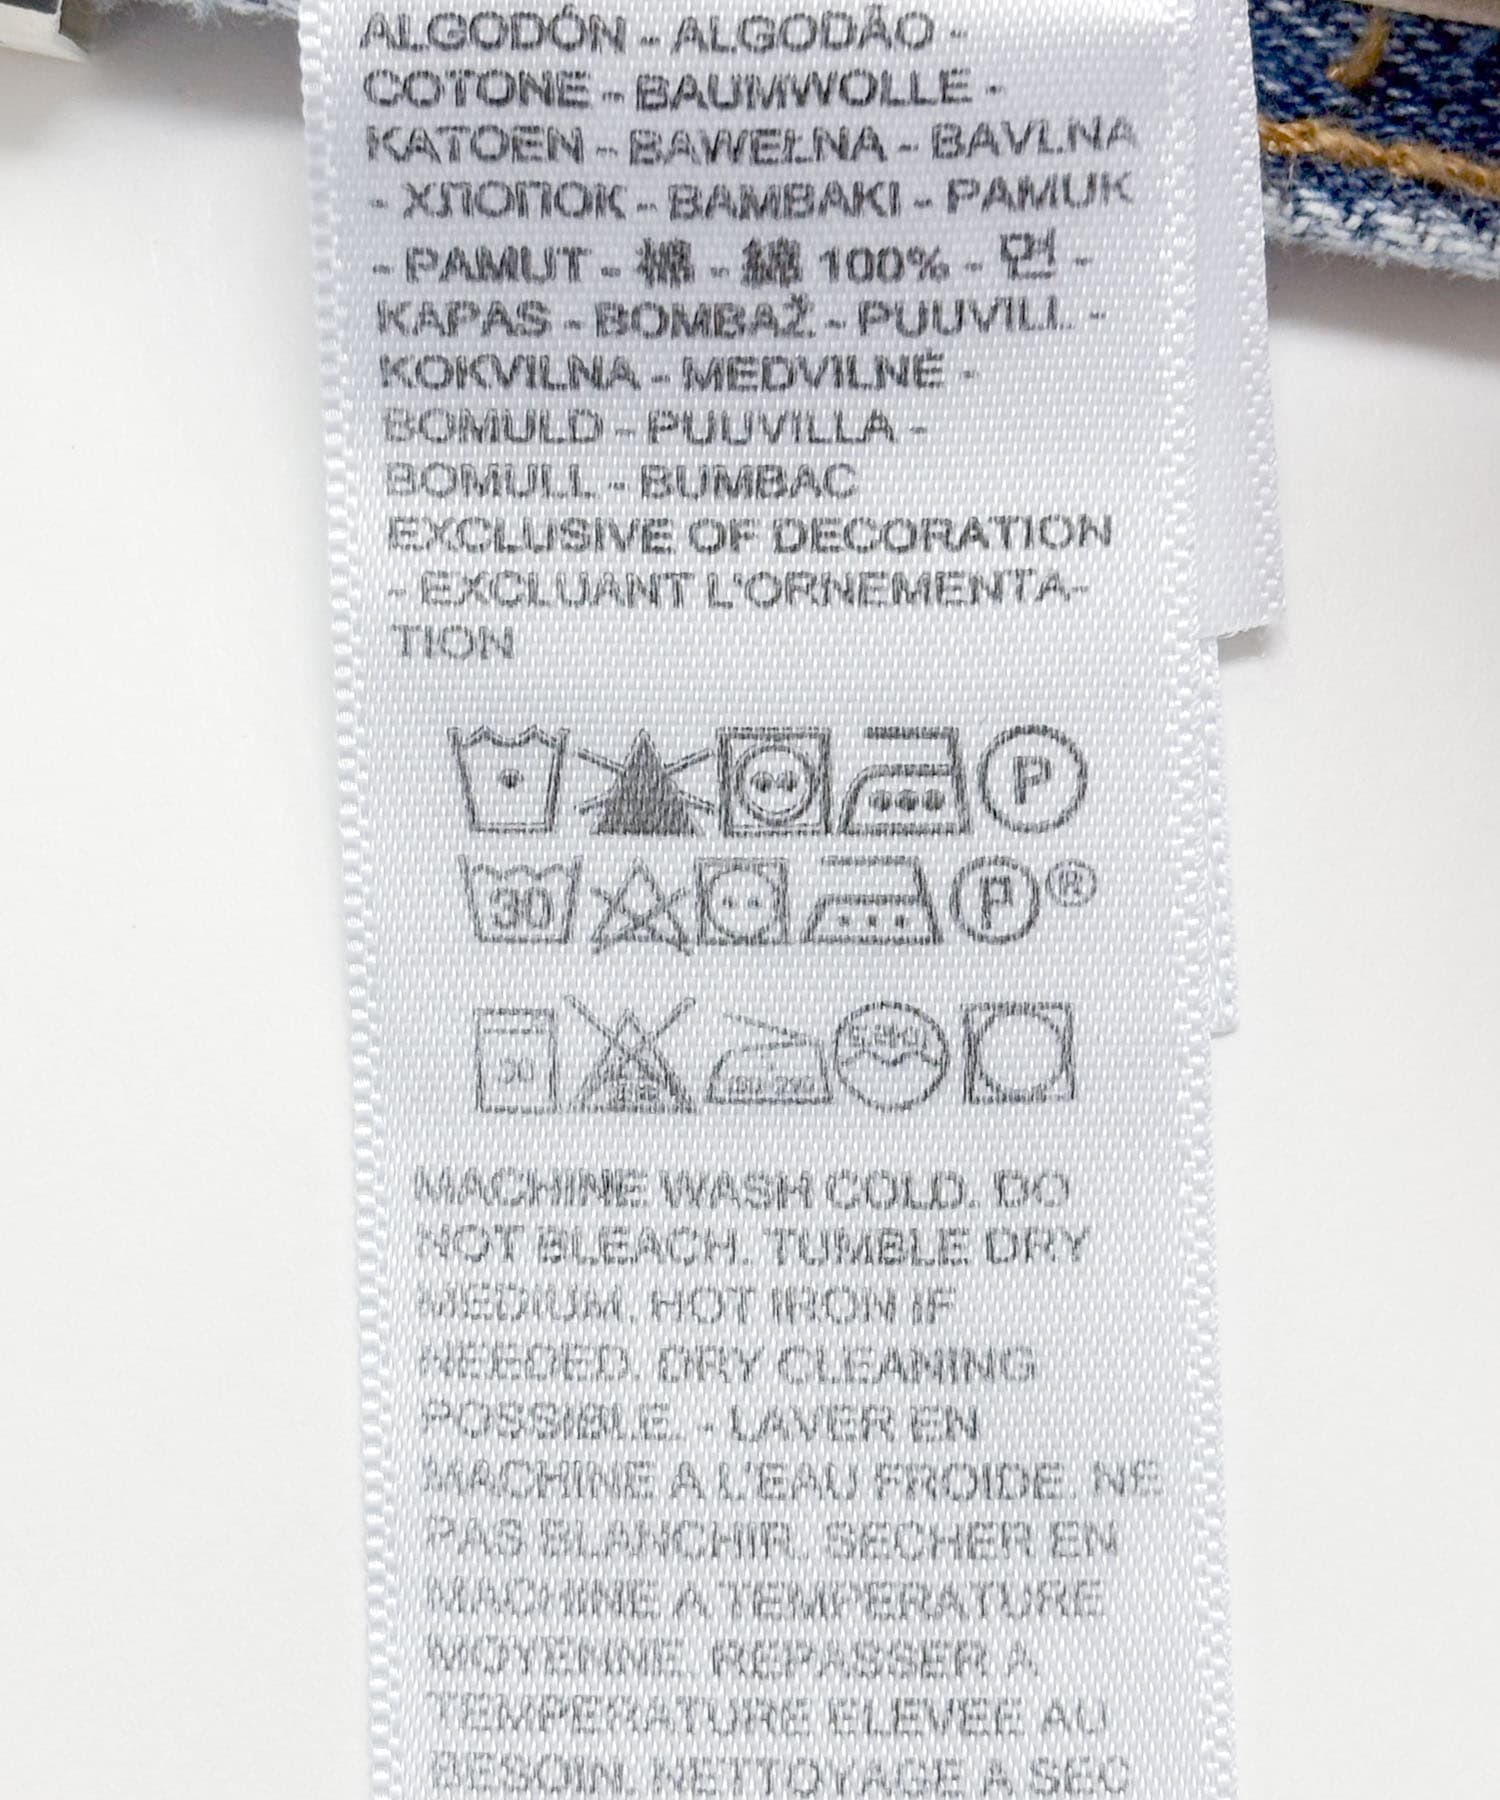 ALGODÓN - ALGODÃO -
COTONE - BAUMWOLLE -
KATOEN - BAWEŁNA - BAVLNA
- ХЛОПОК - BAMBAKI - PAMUK
- PAMUT - 棉 - 綿 100% - 면 -
KAPAS - BOMBAŽ - PUUVILL -
KOKVILNA - MEDVILNĖ -
BOMULD - PUUVILLA -
BOMULL - BUMBAC
EXCLUSIVE OF DECORATION
- EXCLUANT L'ORNEMENTA-
TION
P
30 P ®
30
MACHINE WASH COLD. DO
NOT BLEACH. TUMBLE DRY
MEDIUM. HOT IRON IF
NEEDED. DRY CLEANING
POSSIBLE. - LAVER EN
MACHINE A L'EAU FROIDE. NE
PAS BLANCHIR. SECHER EN
MACHINE A TEMPERATURE
MOYENNE. REPASSER A
TEMPERATURE ELEVEE AU
BESOIN. NETTOYAGE A SEC